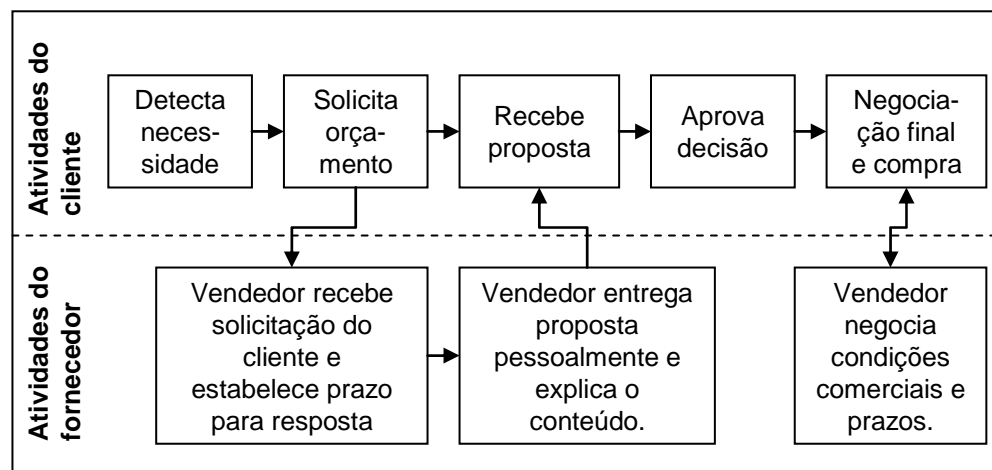 Atividades do
cliente
Detecta
neces-
sidade
Solicita
orça-
mento
Recebe
proposta
Aprova
decisão
Negocia-
ção final
e compra
Atividades do
fornecedor
Vendedor recebe
solicitação do
cliente e
estabelece prazo
para resposta
Vendedor entrega
proposta
pessoalmente e
explica o
conteúdo.
Vendedor
negocia
condições
comerciais e
prazos.